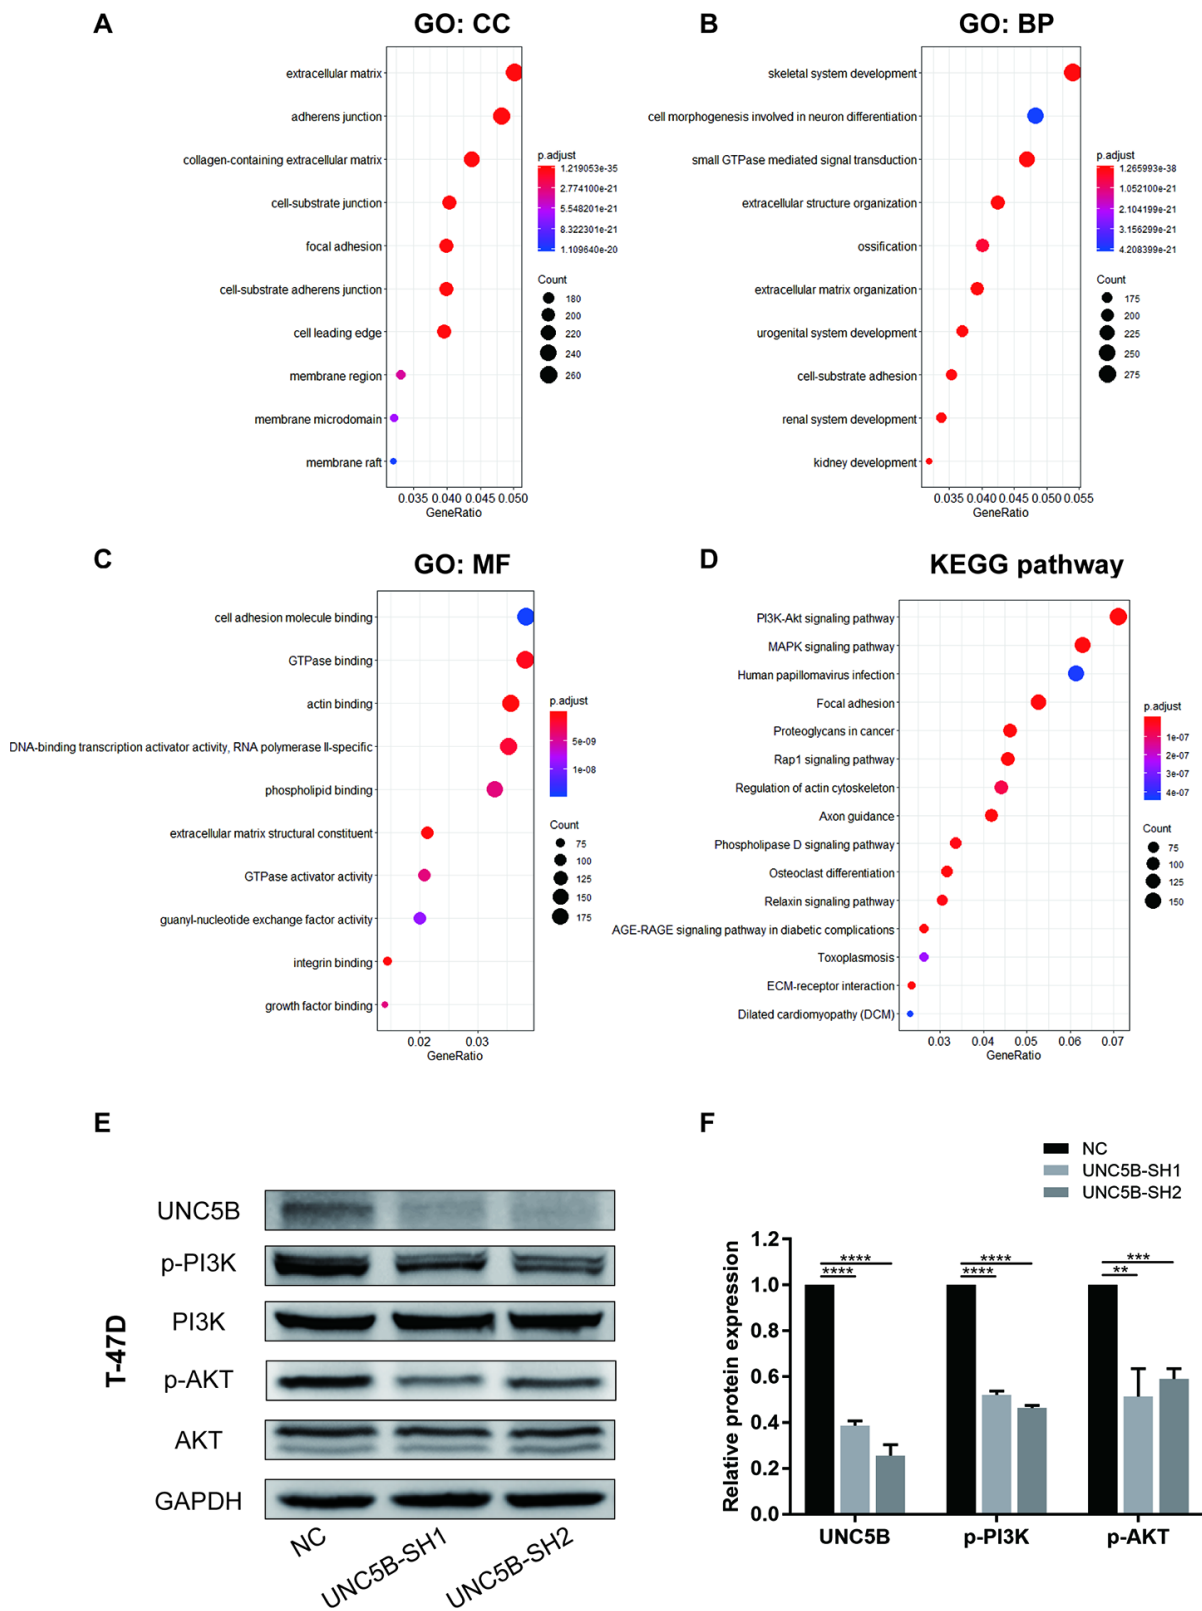 A
GO: CC
extracellular matrix
adherens junction
collagen-containing extracellular matrix
cell-substrate junction
focal adhesion
cell-substrate adherens junction
cell leading edge
membrane region
membrane microdomain
membrane raft
0.035 0.040 0.045 0.050
GeneRatio
p.adjust
1.219053e-35
2.774100e-21
5.548201e-21
8.322301e-21
1.109640e-20
Count
180
200
220
240
260
B
GO: BP
skeletal system development
cell morphogenesis involved in neuron differentiation
small GTPase mediated signal transduction
extracellular structure organization
ossification
extracellular matrix organization
urogenital system development
cell-substrate adhesion
renal system development
kidney development
0.035 0.040 0.045 0.050 0.055
GeneRatio
p.adjust
1.265993e-38
1.052100e-21
2.104199e-21
3.156299e-21
4.208399e-21
Count
175
200
225
250
275
C
GO: MF
cell adhesion molecule binding
GTPase binding
actin binding
DNA-binding transcription activator activity, RNA polymerase II-specific
phospholipid binding
extracellular matrix structural constituent
GTPase activator activity
guanyl-nucleotide exchange factor activity
integrin binding
growth factor binding
0.02 0.03
GeneRatio
p.adjust
5e-09
1e-08
Count
75
100
125
150
175
D
KEGG pathway
PI3K-Akt signaling pathway
MAPK signaling pathway
Human papillomavirus infection
Focal adhesion
Proteoglycans in cancer
Rap1 signaling pathway
Regulation of actin cytoskeleton
Axon guidance
Phospholipase D signaling pathway
Osteoclast differentiation
Relaxin signaling pathway
AGE-RAGE signaling pathway in diabetic complications
Toxoplasmosis
ECM-receptor interaction
Dilated cardiomyopathy (DCM)
0.03 0.04 0.05 0.06 0.07
GeneRatio
p.adjust
1e-07
2e-07
3e-07
4e-07
Count
75
100
125
150
E
T-47D
UNC5B
p-PI3K
PI3K
p-AKT
AKT
GAPDH
NC
UNC5B-SH1
UNC5B-SH2
F
NC
UNC5B-SH1
UNC5B-SH2
Relative protein expression
1.2
1.0
0.8
0.6
0.4
0.2
0.0
****
****
****
****
***
**
UNC5B
p-PI3K
p-AKT